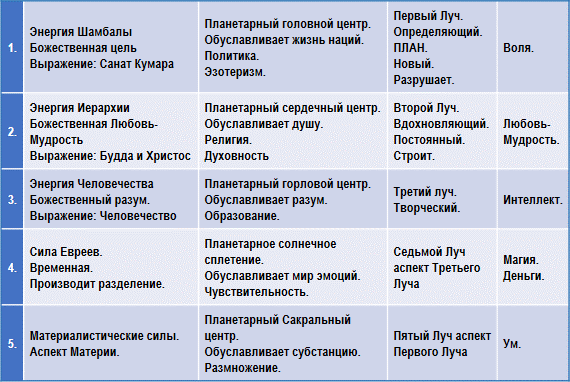 1.
Энергия Шамбалы
Божественная цель
Выражение: Санат Кумара
Планетарный головной центр.
Обуславливает жизнь наций.
Политика.
Эзотеризм.
Первый Луч.
Определяющий.
ПЛАН.
Новый.
Разрушает.
Воля.
2.
Энергия Иерархии
Божественная Любовь-
Мудрость
Выражение: Будда и Христос
Планетарный сердечный центр.
Обуславливает душу.
Религия.
Духовность
Второй Луч.
Вдохновляющий.
Постоянный.
Строит.
Любовь-
Мудрость.
3.
Энергия Человечества
Божественный разум.
Выражение: Человечество
Планетарный горловой центр.
Обуславливает разум.
Образование.
Третий луч.
Творческий.
Интеллект.
4.
Сила Евреев.
Временная.
Производит разделение.
Планетарное солнечное
сплетение.
Обуславливает мир эмоций.
Чувствительность.
Седьмой Луч
аспект Третьего
Луча
Магия.
Деньги.
5.
Материалистические силы.
Аспект Материи.
Планетарный Сакральный
центр.
Обуславливает субстанцию.
Размножение.
Пятый Луч аспект
Первого Луча
Ум.